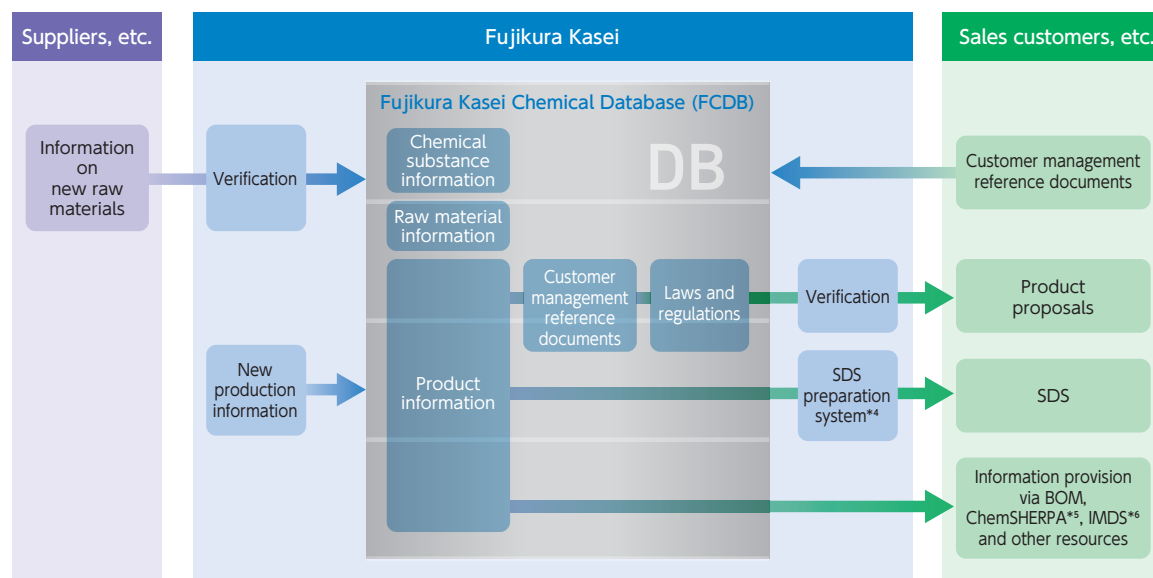 Suppliers, etc.
Fujikura Kasei
Sales customers, etc.
Fujikura Kasei Chemical Database (FCDB)
DB
Information
on
new raw
materials
Verification
Chemical
substance
information
Customer management
reference documents
Raw material
information
Customer
management
reference
documents
Laws and
regulations
Verification
Product
proposals
New
production
information
Product
information
SDS
preparation
system*4
SDS
Information provision
via BOM,
ChemSHERPA*5, IMDS*6
and other resources